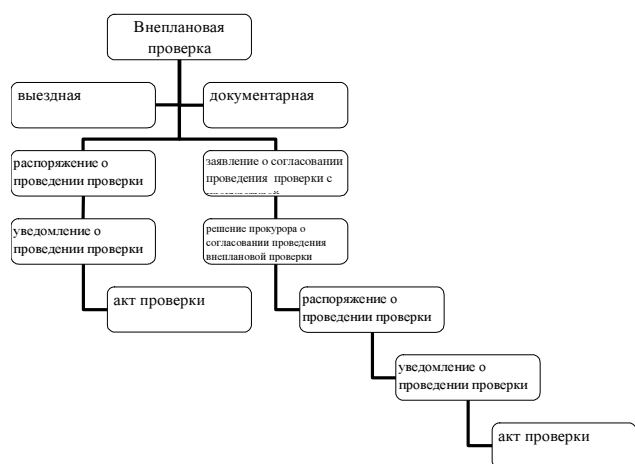 Внеплановая
проверка
выездная
документарная
распоряжение о
проведении проверки
заявление о согласовании
проведения проверки с
уведомление о
проведении проверки
решение прокурора о
согласовании проведения
внеплановой проверки
акт проверки
распоряжение о
проведении проверки
уведомление о
проведении проверки
акт проверки